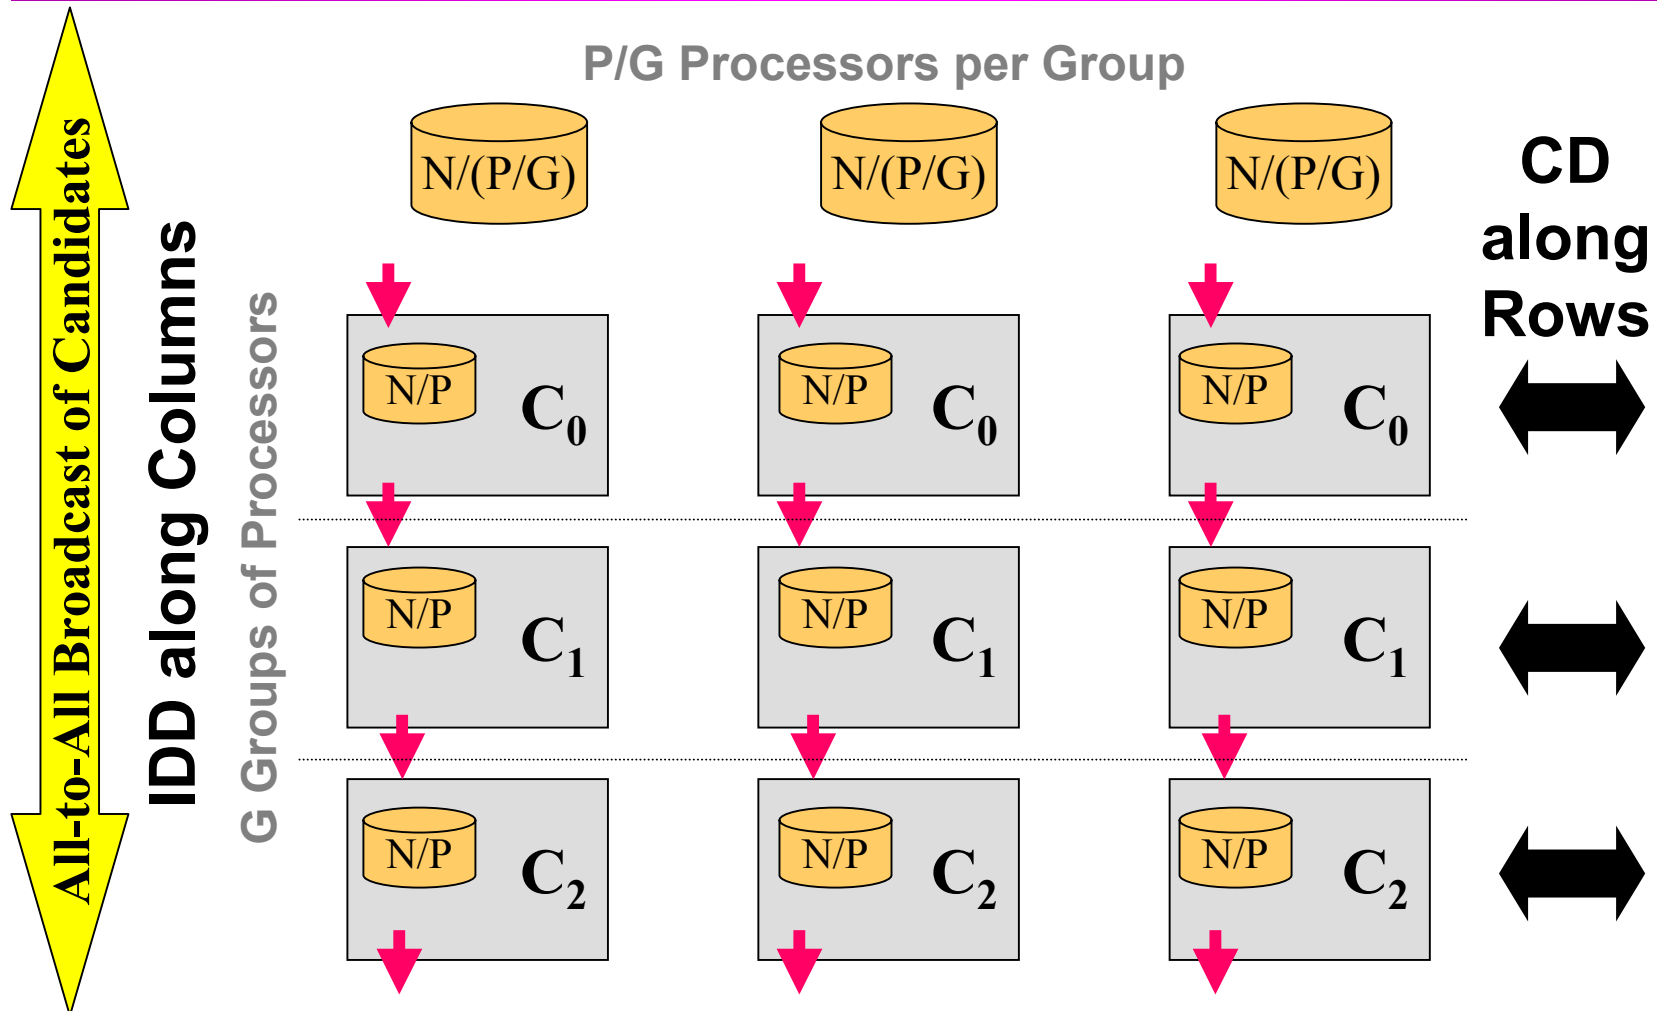 P/G Processors per Group
All-to-All Broadcast of Candidates
IDD along Columns
G Groups of Processors
N/(P/G) N/(P/G) N/(P/G)
CD
along
Rows
N/P C₀ N/P C₀ N/P C₀
N/P C₁ N/P C₁ N/P C₁
N/P C₂ N/P C₂ N/P C₂